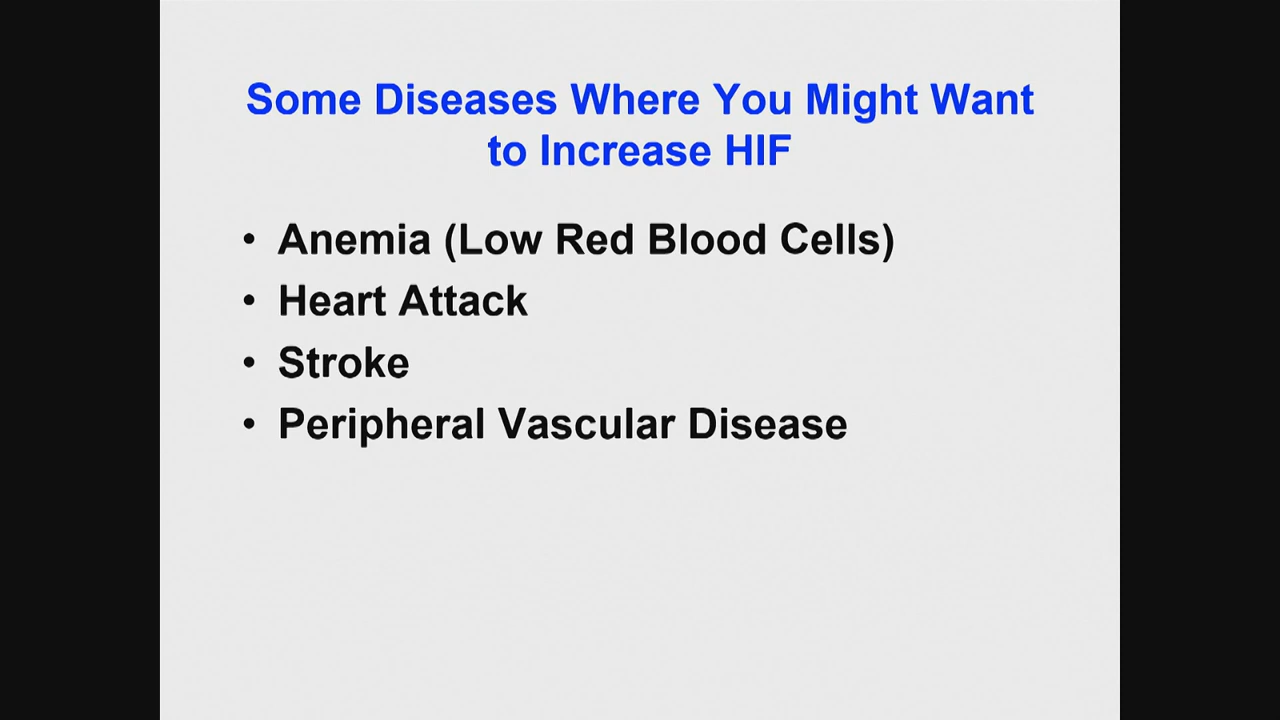 Some Diseases Where You Might Want
to Increase HIF
• Anemia (Low Red Blood Cells)
• Heart Attack
• Stroke
• Peripheral Vascular Disease